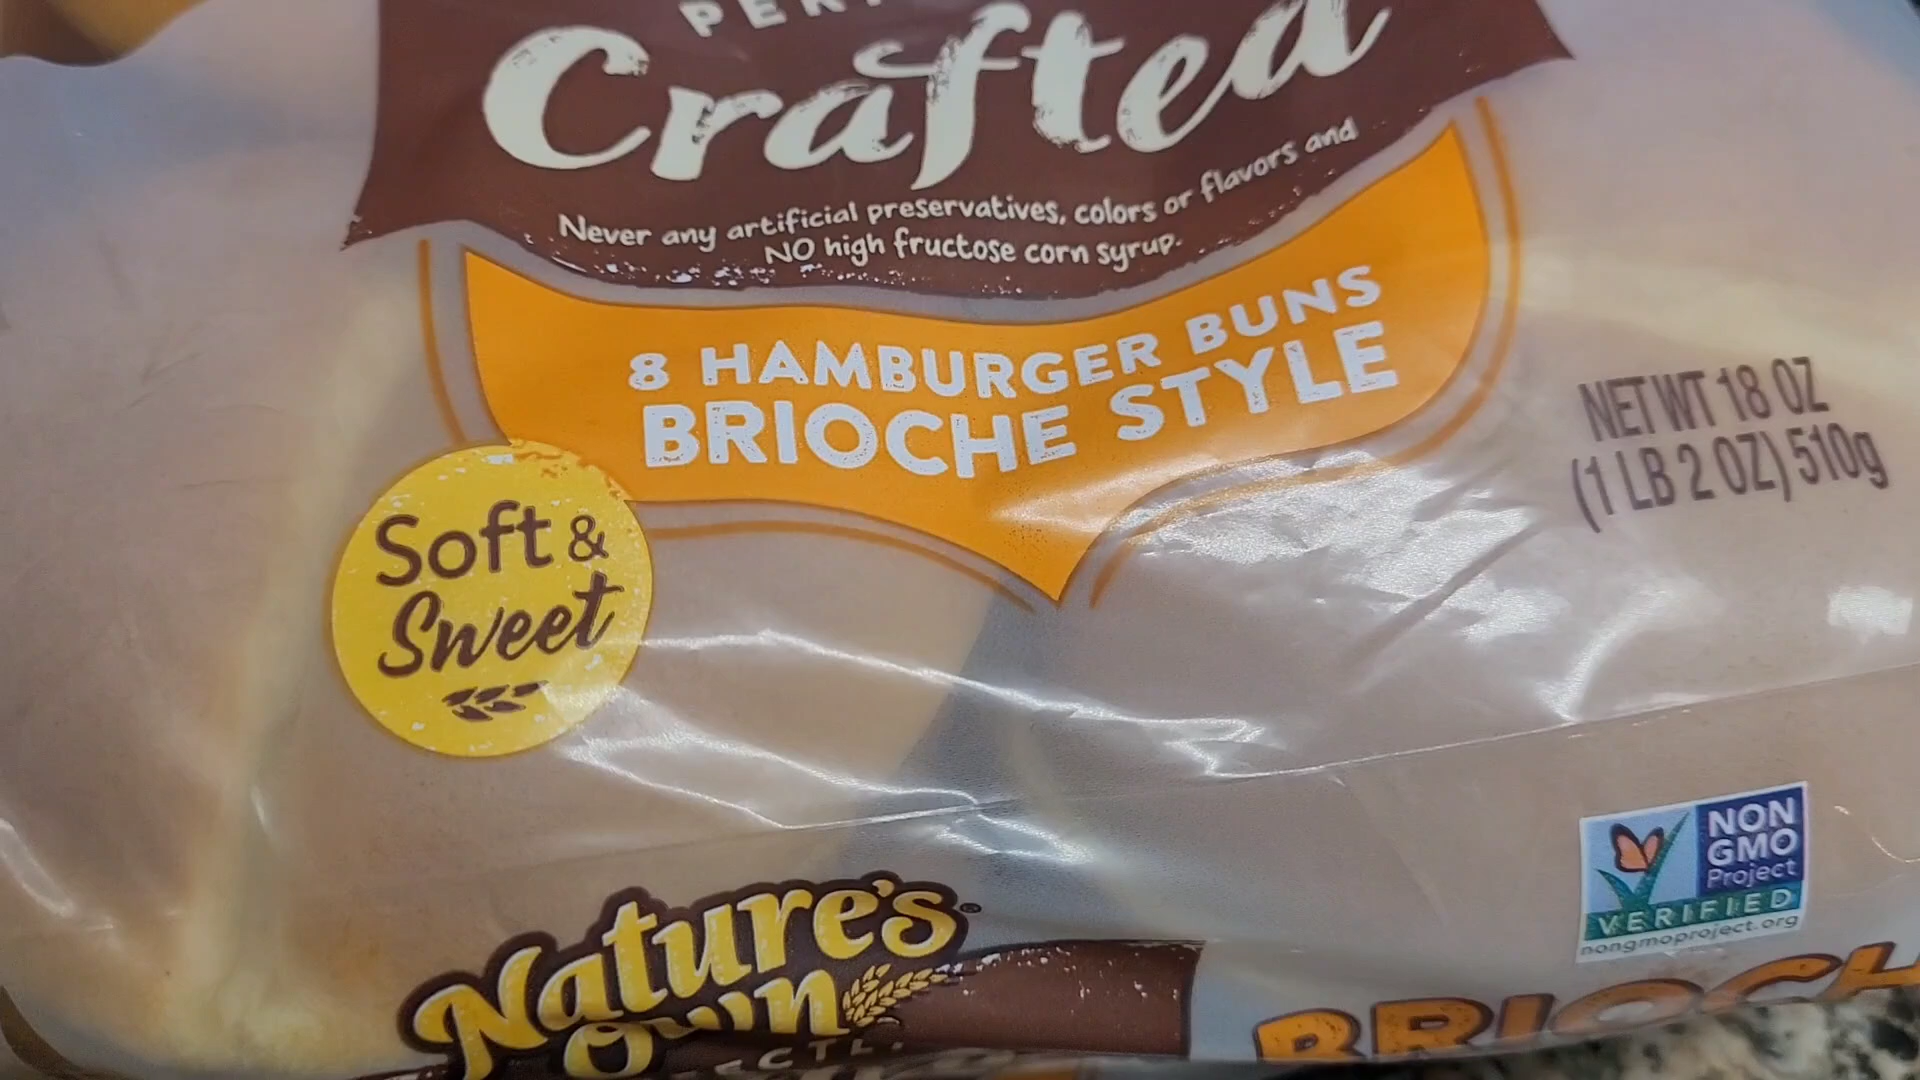 Crafted
Never any artificial preservatives, colors or flavors and
NO high fructose corn syrup.
8 HAMBURGER BUNS
BRIOCHE STYLE
NET WT 18 OZ
(1 LB 2 OZ) 510g
Soft &
Sweet
NON
GMO
Project
VERIFIED
nongmoproject.org
Nature's
Own